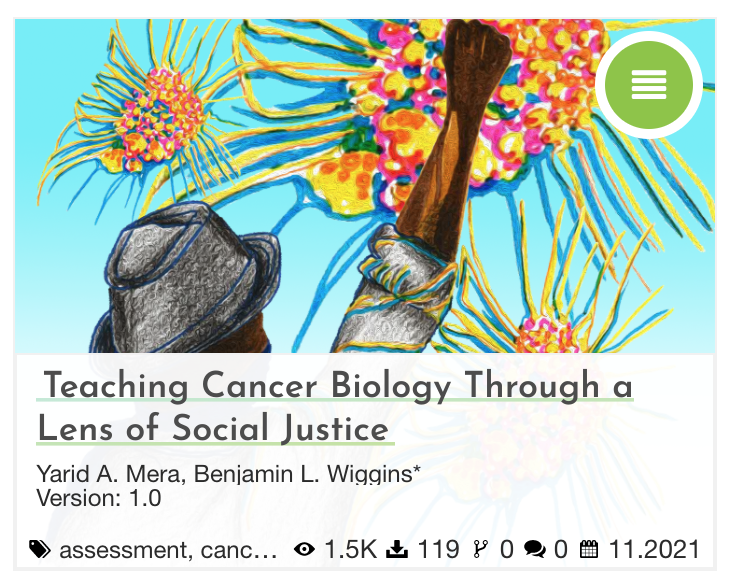 Teaching Cancer Biology Through a
Lens of Social Justice
Yarid A. Mera, Benjamin L. Wiggins*
Version: 1.0
assessment, canc... 1.5K 119 0 0 11.2021